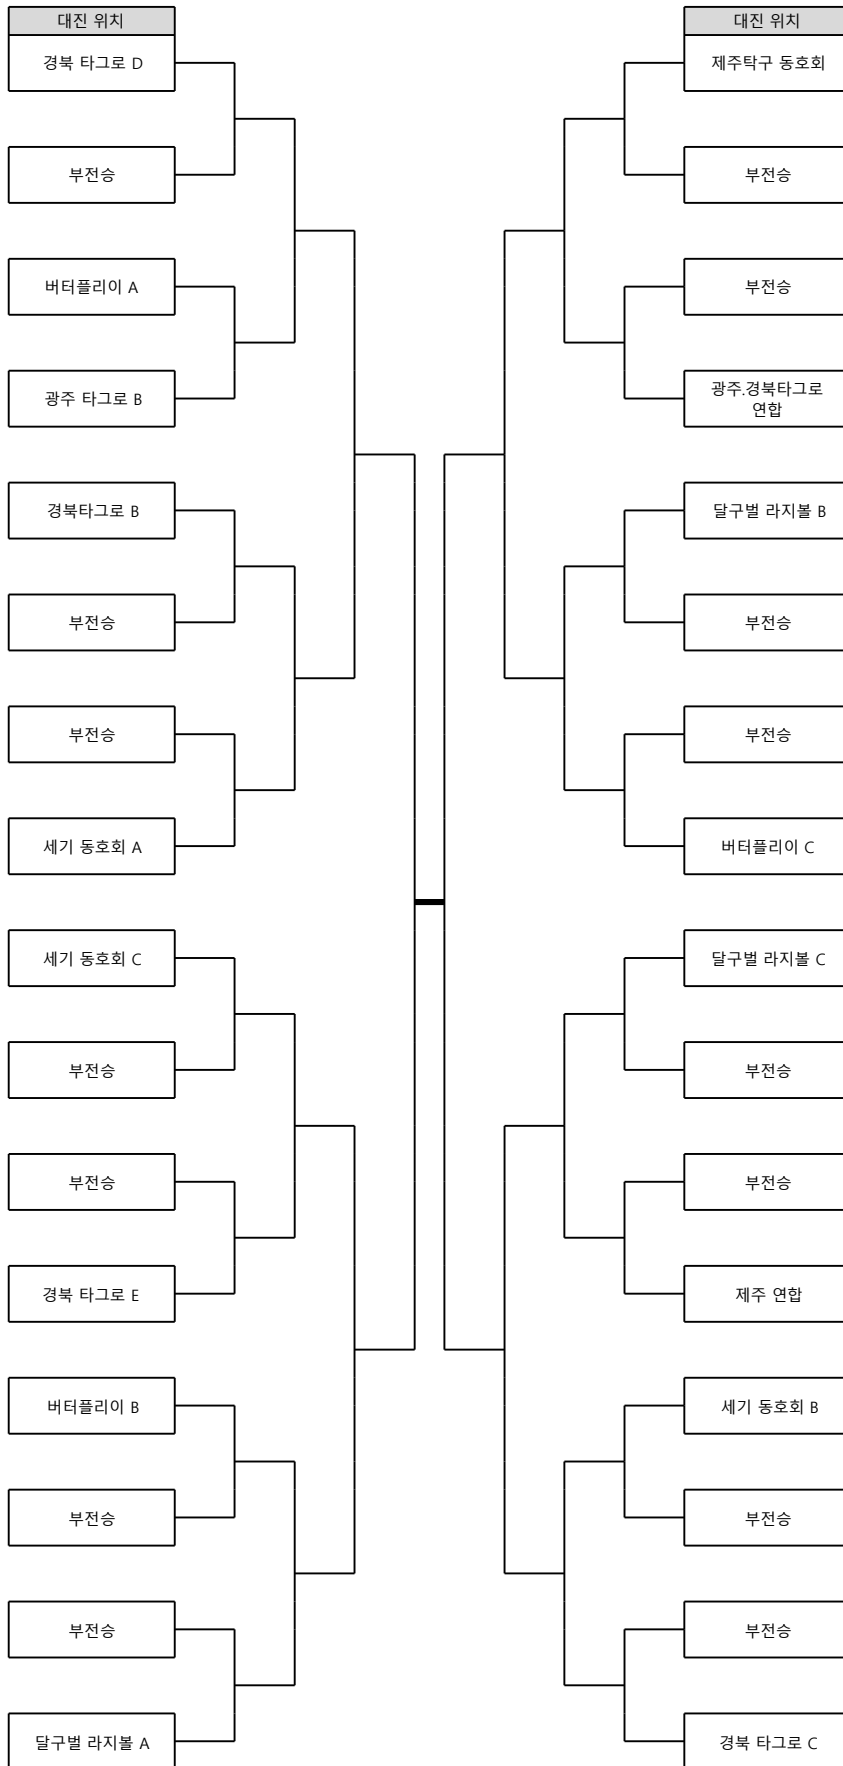 대진 위치
경북 타그로 D
부전승
버터플리이 A
광주 타그로 B
경북타그로 B
부전승
부전승
세기 동호회 A
세기 동호회 C
부전승
부전승
경북 타그로 E
버터플리이 B
부전승
부전승
달구벌 라지볼 A
대진 위치
제주탁구 동호회
부전승
부전승
광주.경북타그로
연합
달구벌 라지볼 B
부전승
부전승
버터플리이 C
달구벌 라지볼 C
부전승
부전승
제주 연합
세기 동호회 B
부전승
부전승
경북 타그로 C